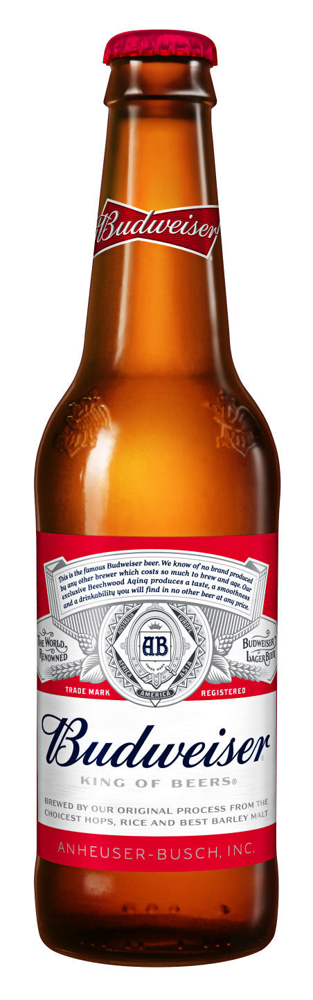 Budweiser
This is the famous Budweiser beer. We know of no brand produced
by any other brewer which costs so much to brew and age. Our
exclusive Beechwood Aging produces a taste, a smoothness
and a drinkability you will find in no other beer at any price.
AUSTRALIA
EUROPE
AB
THE WORLD
RENOWNED
BUDWEISER
LAGER BEER
AFRICA
TRADE MARK
ASIA
AMERICA
TRADE MARK
REGISTERED
Budweiser
KING OF BEERS®
BREWED BY OUR ORIGINAL PROCESS FROM THE
CHOICEST HOPS, RICE AND BEST BARLEY MALT
ANHEUSER-BUSCH, INC.